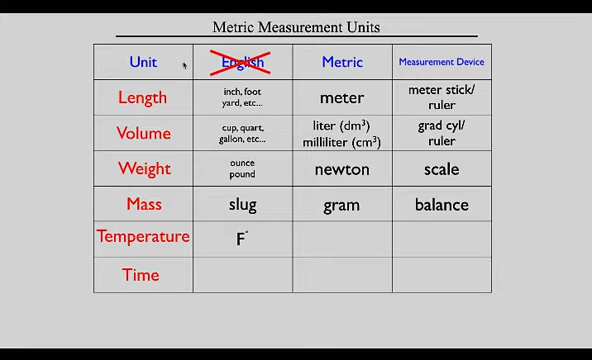 Metric Measurement Units
Unit English Metric Measurement Device
Length inch, foot yard, etc... meter meter stick/ ruler
Volume cup, quart, gallon, etc... liter (dm³) milliliter (cm³) grad cyl/ ruler
Weight ounce pound newton scale
Mass slug gram balance
Temperature F°
Time